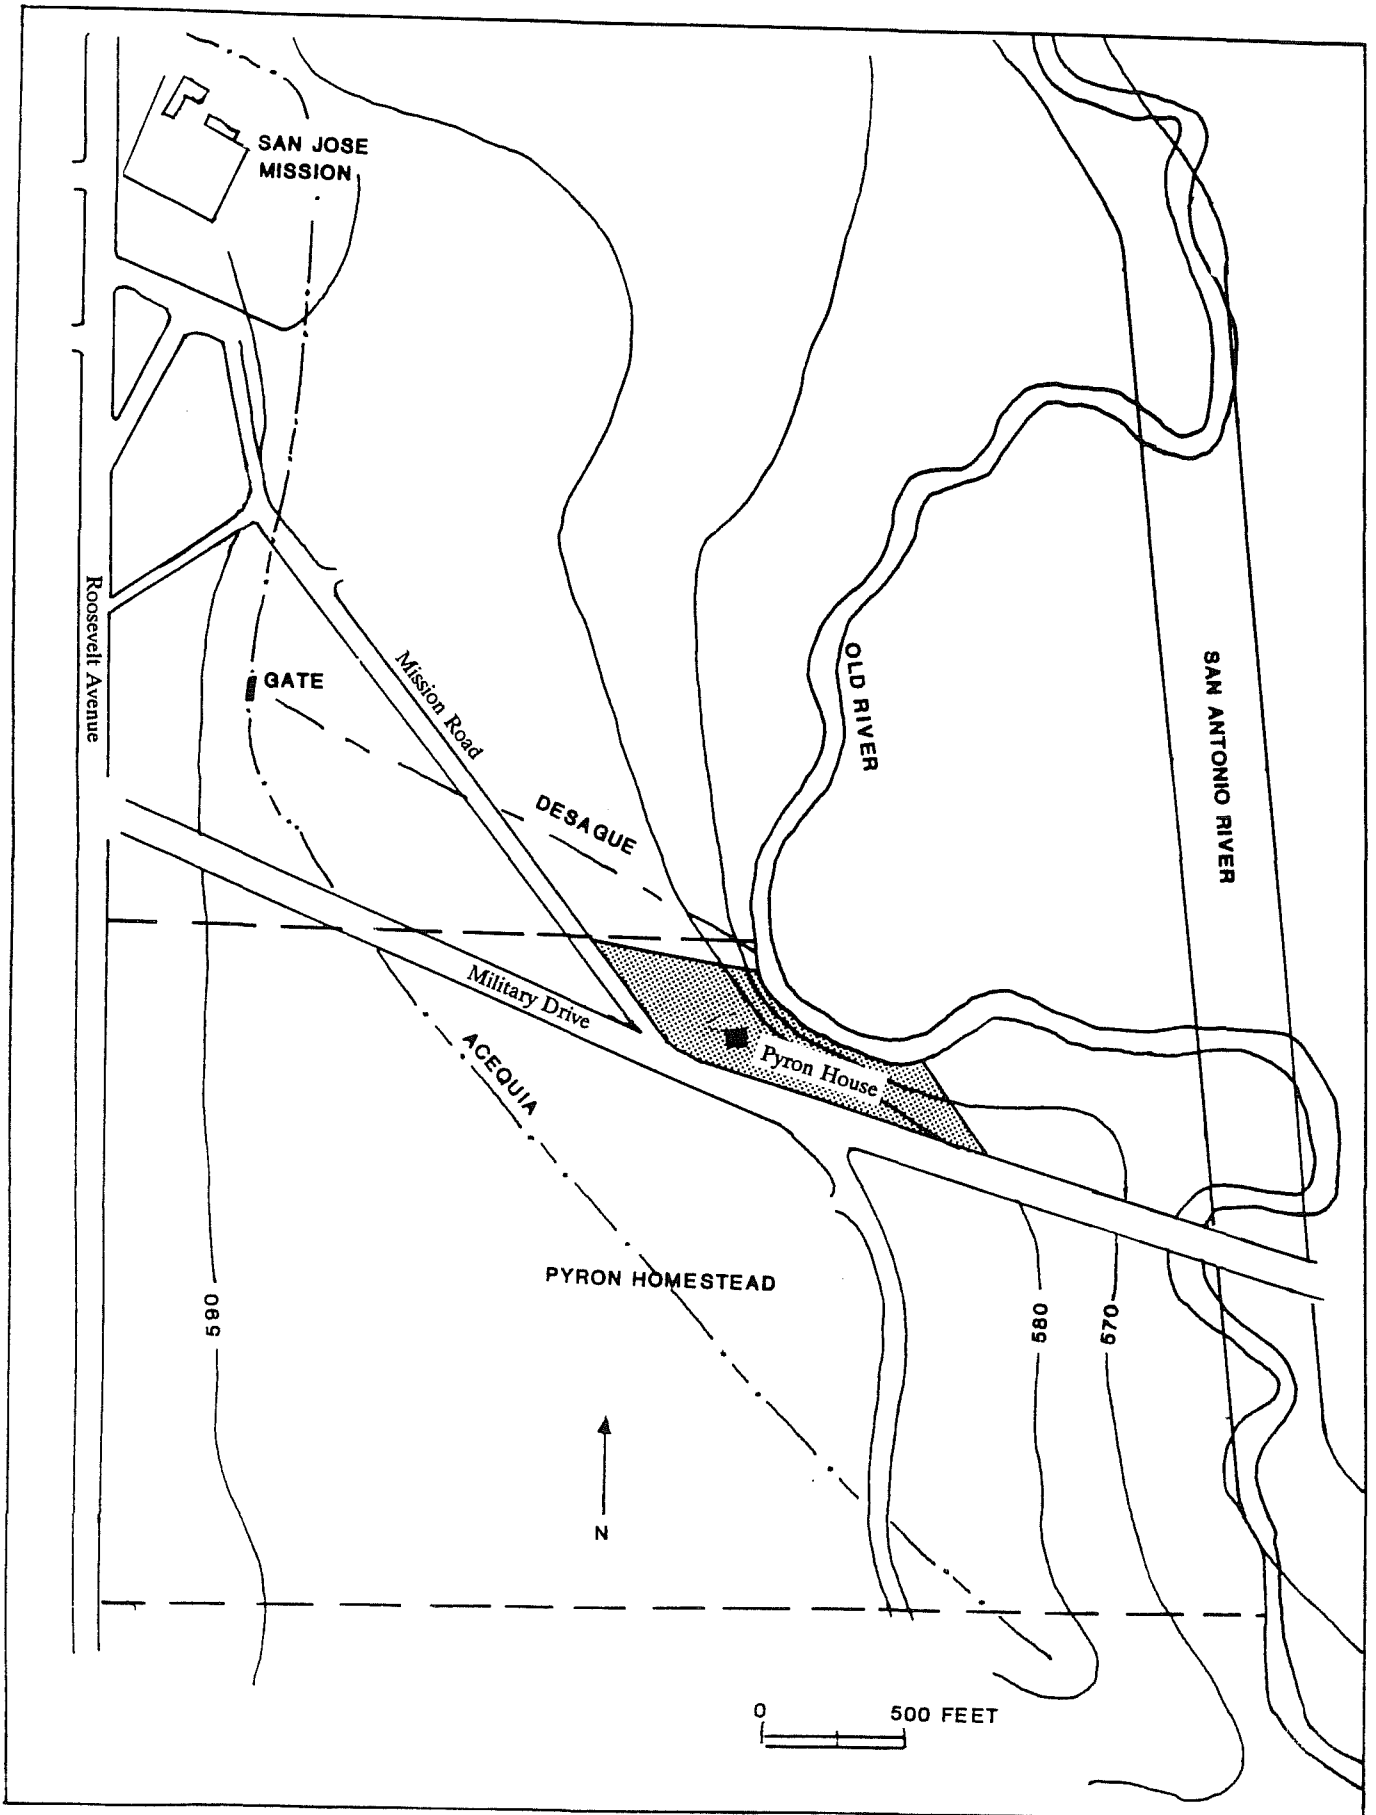 SAN JOSE
MISSION
Roosevelt Avenue
GATE
Mission Road
OLD RIVER
SAN ANTONIO RIVER
DESAGUE
Military Drive
ACEQUIA
Pyron House
PYRON HOMESTEAD
590
580
570
N
0 500 FEET